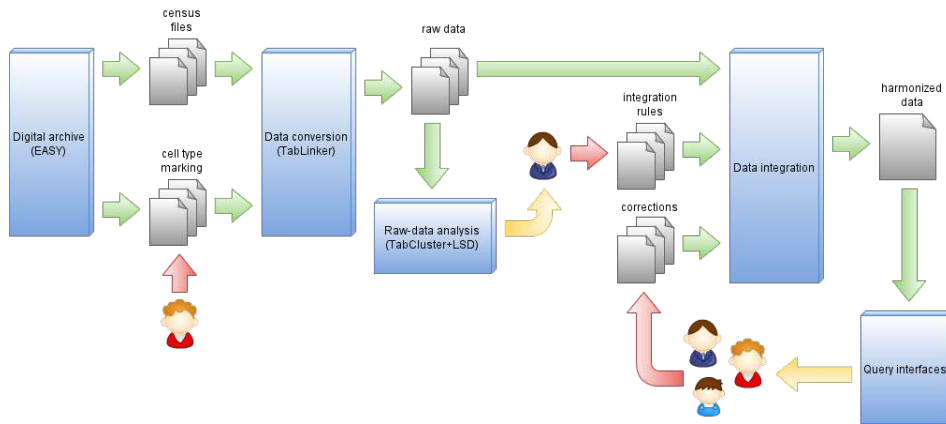 census
files
raw data
Digital archive
(EASY)
Data conversion
(TabLinker)
cell type
marking
integration
rules
harmonized
data
Data integration
Raw-data analysis
(TabCluster+LSD)
corrections
Query interfaces